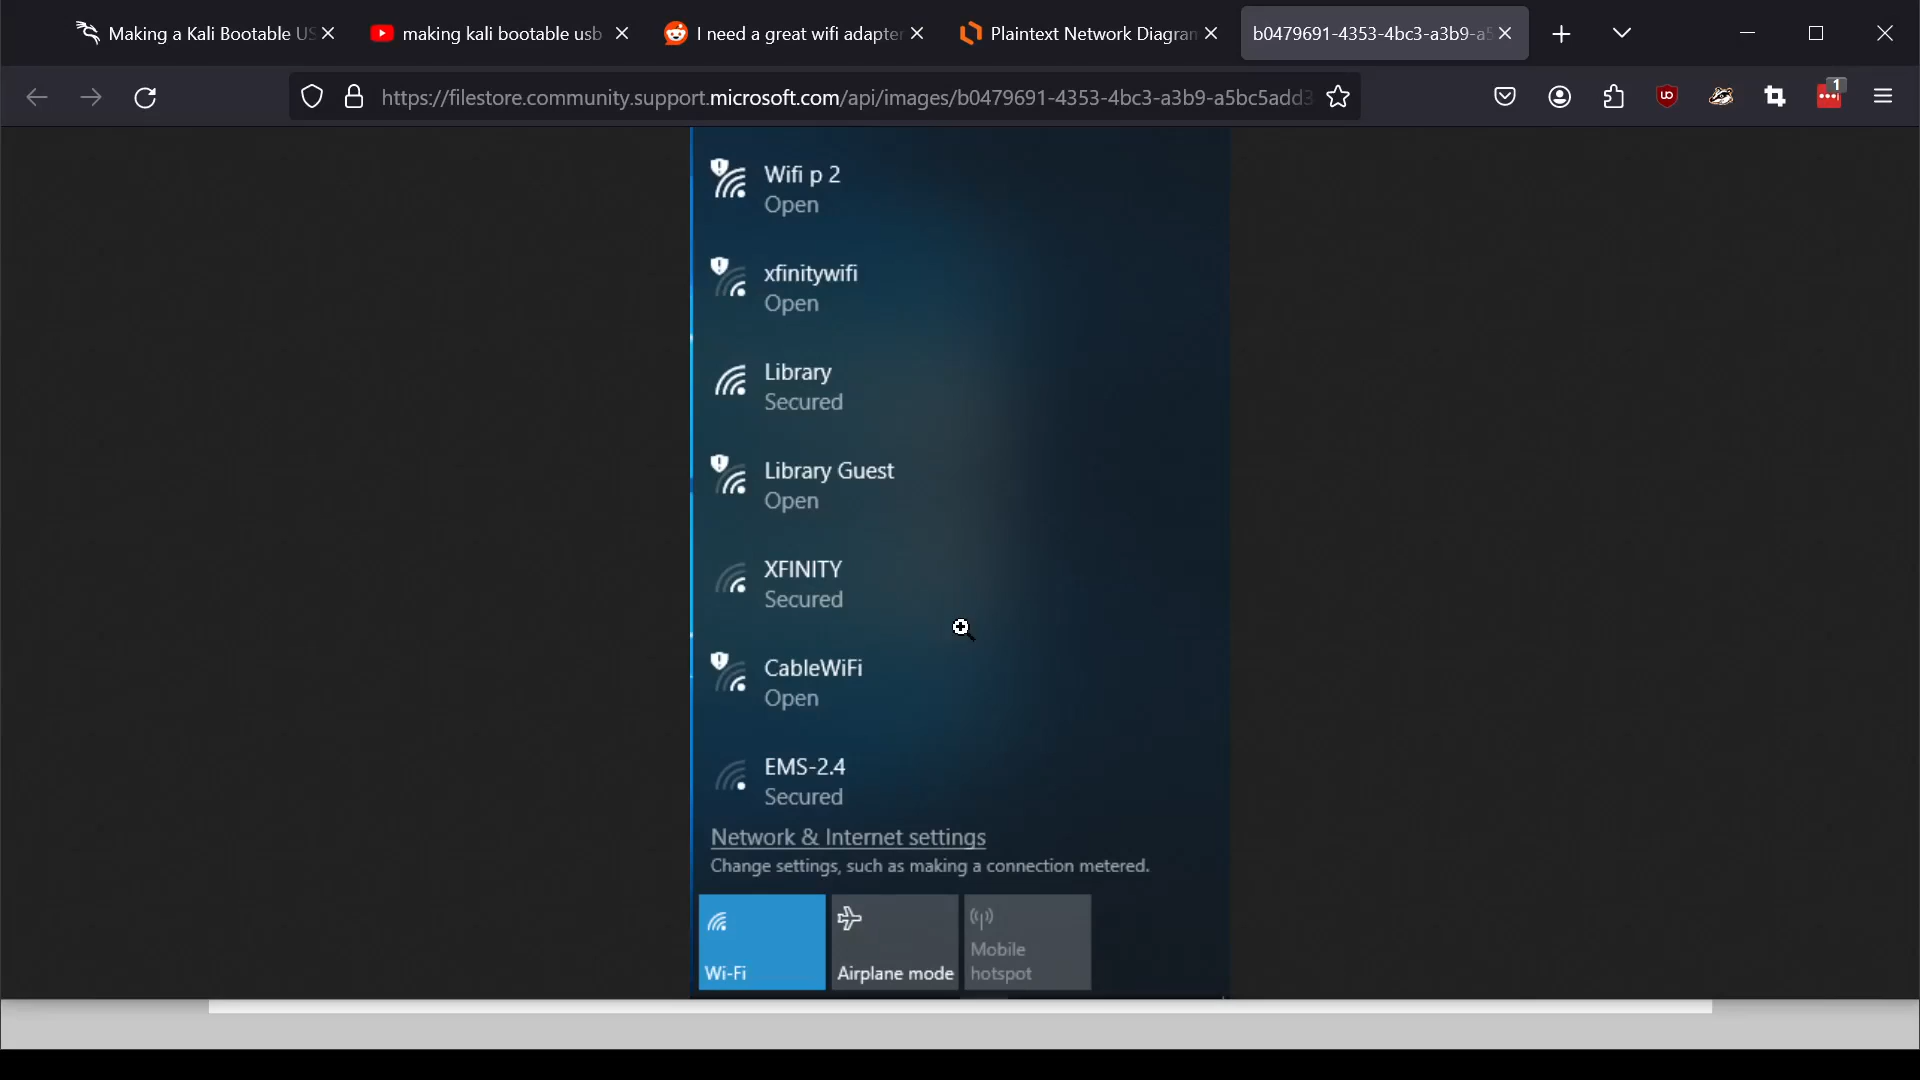 Making a Kali Bootable US
making kali bootable usb
I need a great wifi adapter
Plaintext Network Diagram
b0479691-4353-4bc3-a3b9-a5
https://filestore.community.support.microsoft.com/api/images/b0479691-4353-4bc3-a3b9-a5bc5add3
1
Wifi p 2
Open
xfinitywifi
Open
Library
Secured
Library Guest
Open
XFINITY
Secured
CableWiFi
Open
EMS-2.4
Secured
Network & Internet settings
Change settings, such as making a connection metered.
Wi-Fi
Airplane mode
Mobile
hotspot